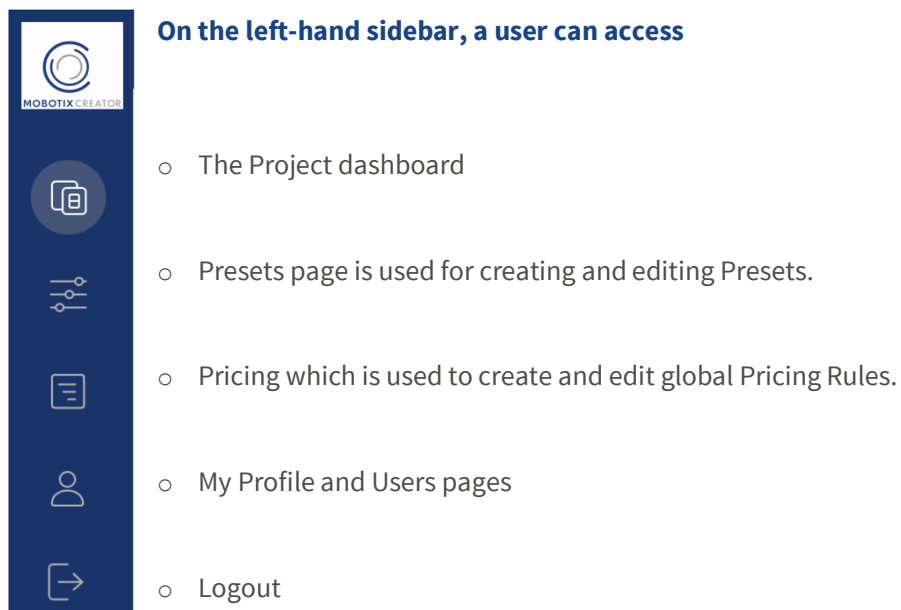 On the left-hand sidebar, a user can access
MOBOTIX CREATOR
o The Project dashboard
o Presets page is used for creating and editing Presets.
o Pricing which is used to create and edit global Pricing Rules.
o My Profile and Users pages
o Logout